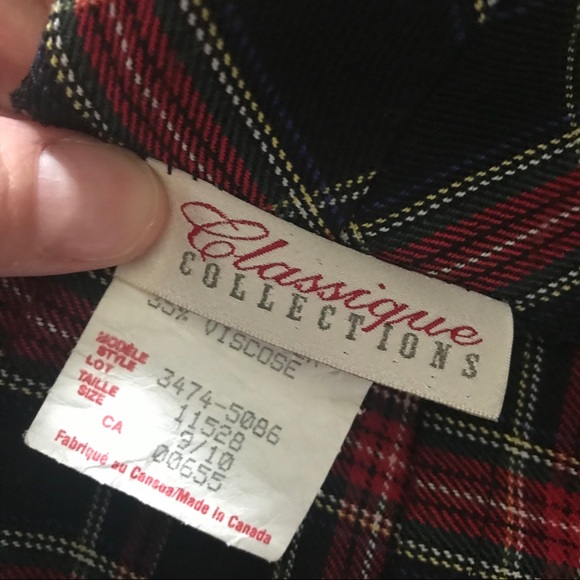 Classique
COLLECTIONS
35% VISCOSE
MODÈLE
STYLE 3474-5086
LOT 11528
TAILLE
SIZE 9/10
CA 00655
Fabriqué au Canada/Made in Canada